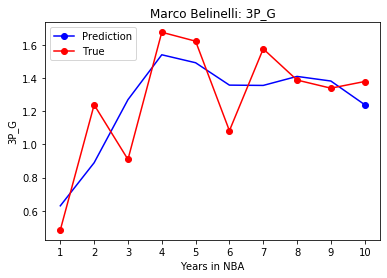 Marco Belinelli: 3P_G
Prediction
True
3P_G
1.6
1.4
1.2
1.0
0.8
0.6
1 2 3 4 5 6 7 8 9 10
Years in NBA